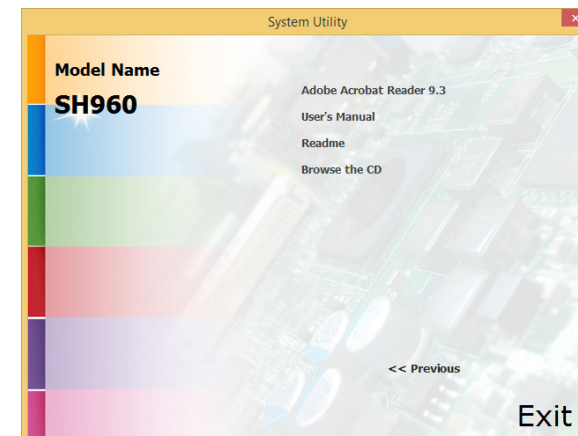 System Utility
Model Name
SH960
Adobe Acrobat Reader 9.3
User's Manual
Readme
Browse the CD
<< Previous
Exit